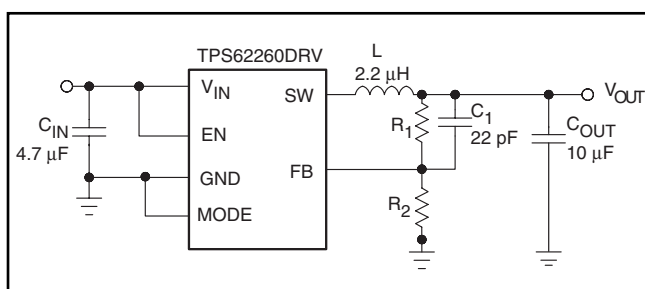 TPS62260DRV
L
2.2 μH
V_IN
SW
V_OUT
C_IN
4.7 μF
EN
R_1
C_1
22 pF
C_OUT
10 μF
GND
FB
MODE
R_2